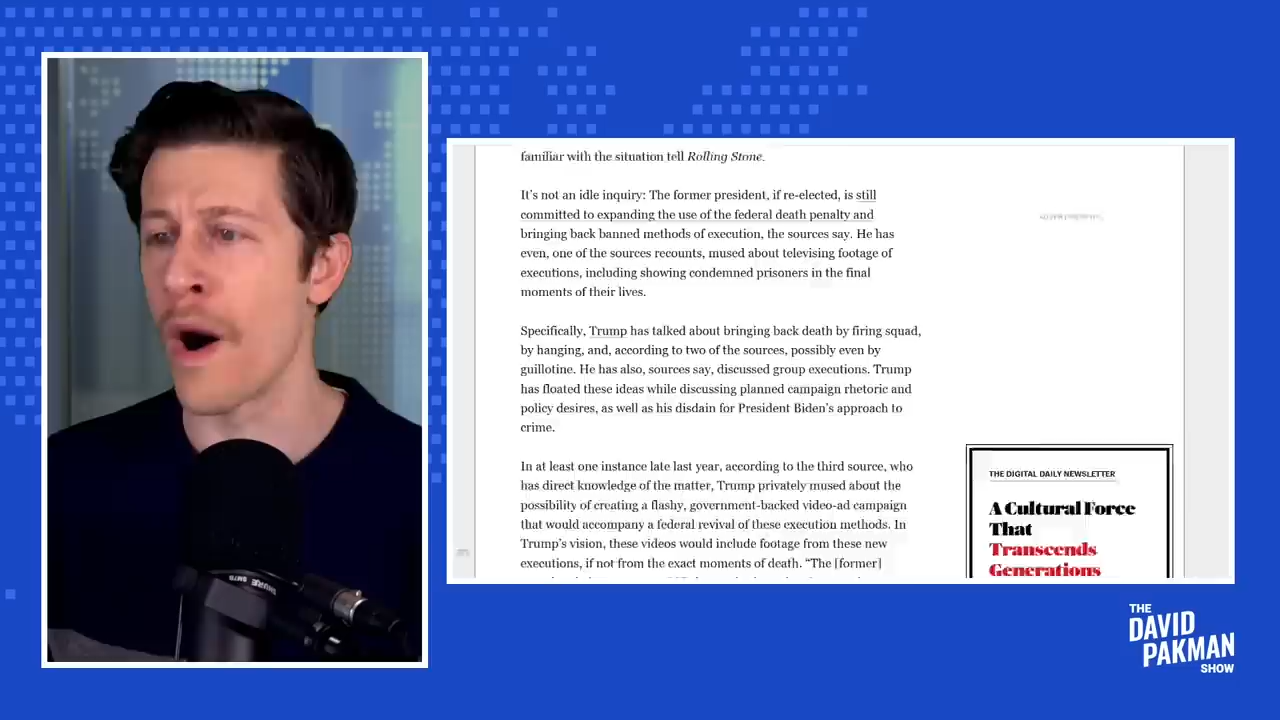 familiar with the situation tell Rolling Stone.
It's not an idle inquiry: The former president, if re-elected, is still
committed to expanding the use of the federal death penalty and
bringing back banned methods of execution, the sources say. He has
even, one of the sources recounts, mused about televising footage of
executions, including showing condemned prisoners in the final
moments of their lives.
Specifically, Trump has talked about bringing back death by firing squad,
by hanging, and, according to two of the sources, possibly even by
guillotine. He has also, sources say, discussed group executions. Trump
has floated these ideas while discussing planned campaign rhetoric and
policy desires, as well as his disdain for President Biden's approach to
crime.
In at least one instance late last year, according to the third source, who
has direct knowledge of the matter, Trump privately mused about the
possibility of creating a flashy, government-backed video-ad campaign
that would accompany a federal revival of these execution methods. In
Trump's vision, these videos would include footage from these new
executions, if not from the exact moments of death. “The [former]
THE DIGITAL DAILY NEWSLETTER
A Cultural Force
That
Transcends
Generations
SHURE SM7B
THE
DAVID
PAKMAN
SHOW